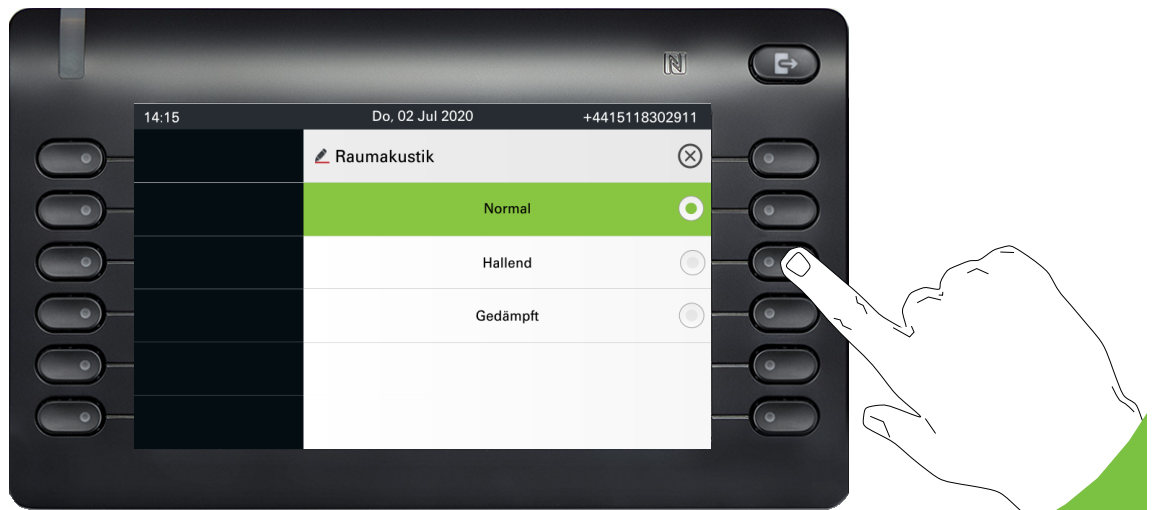 14:15 Do, 02 Jul 2020 +4415118302911
Raumakustik
Normal
Hallend
Gedämpft